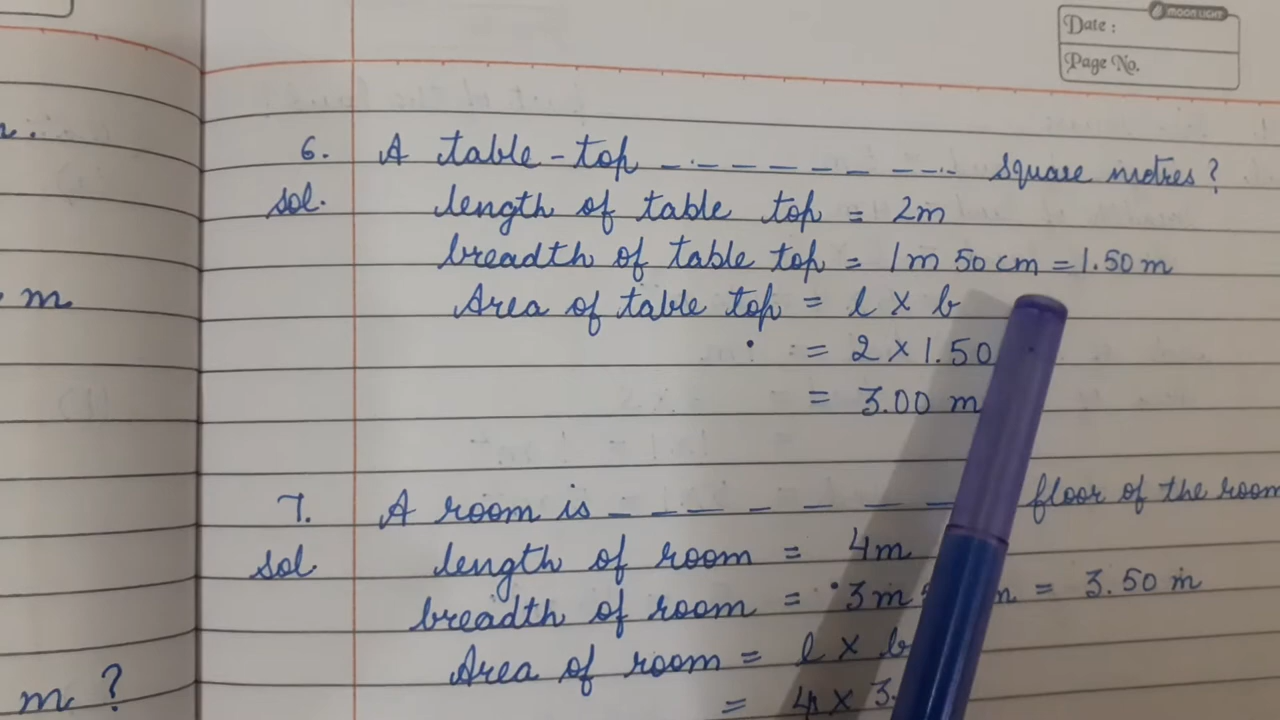 MOON LIGHT
Date :
Page No.
6. A table-top _._ _ _ _ _ _ _.. square metres?
sol. length of table top = 2m
breadth of table top = 1m 50 cm = 1.50 m
Area of table top = l × b
= 2 × 1.50
= 3.00 m
7. A room is _ _ _ _ _ _ _ floor of the room
sol. length of room = 4m
breadth of room = 3m = 3.50 m
Area of room = l × b
= 4 × 3.
m
m ?